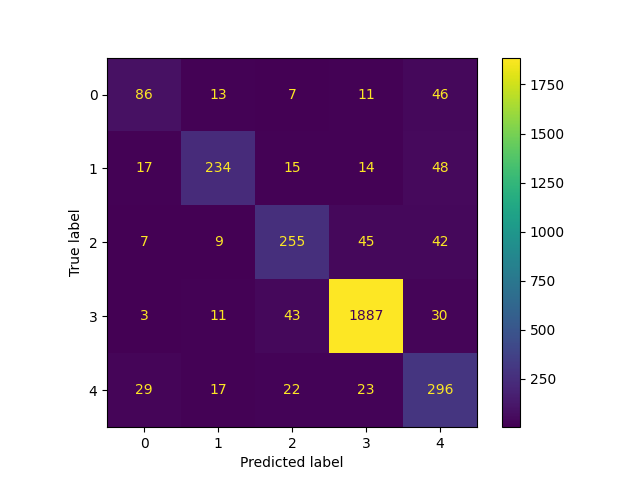 0 86 13 7 11 46
1 17 234 15 14 48
2 7 9 255 45 42
3 3 11 43 1887 30
4 29 17 22 23 296
0 1 2 3 4
Predicted label
True label
1750
1500
1250
1000
750
500
250